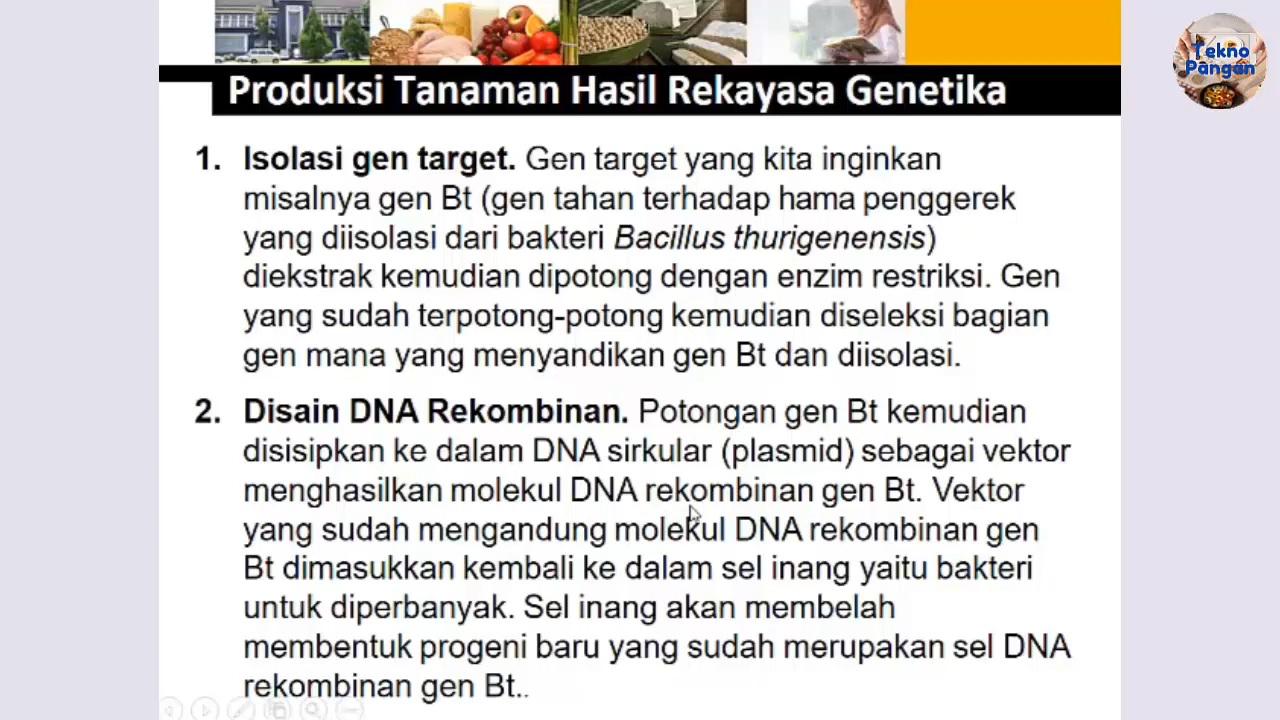 Tekno
Pangan
Produksi Tanaman Hasil Rekayasa Genetika
1. Isolasi gen target. Gen target yang kita inginkan
misalnya gen Bt (gen tahan terhadap hama penggerek
yang diisolasi dari bakteri Bacillus thurigenensis)
diekstrak kemudian dipotong dengan enzim restriksi. Gen
yang sudah terpotong-potong kemudian diseleksi bagian
gen mana yang menyandikan gen Bt dan diisolasi.
2. Disain DNA Rekombinan. Potongan gen Bt kemudian
disisipkan ke dalam DNA sirkular (plasmid) sebagai vektor
menghasilkan molekul DNA rekombinan gen Bt. Vektor
yang sudah mengandung molekul DNA rekombinan gen
Bt dimasukkan kembali ke dalam sel inang yaitu bakteri
untuk diperbanyak. Sel inang akan membelah
membentuk progeni baru yang sudah merupakan sel DNA
rekombinan gen Bt..